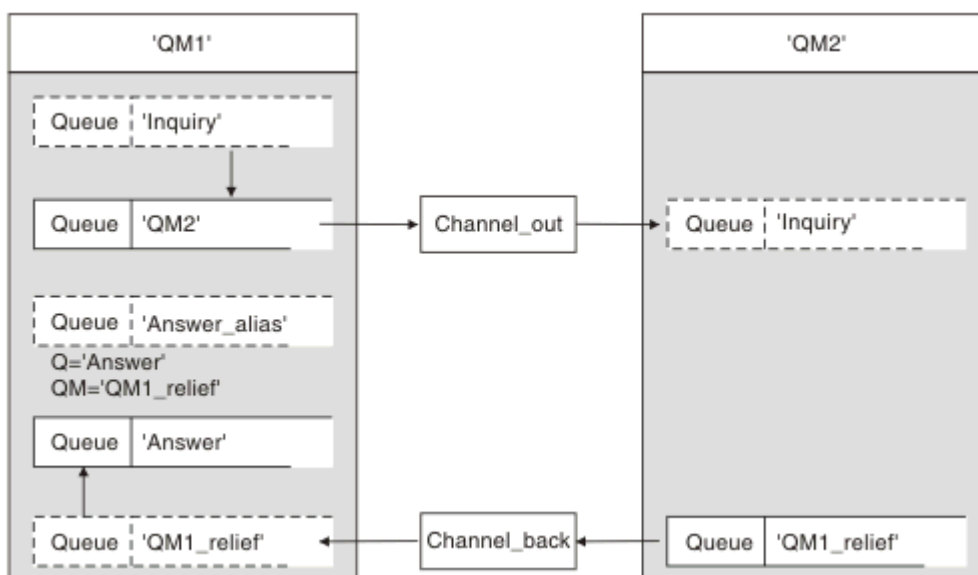 'QM1'
Queue 'Inquiry'
Queue 'QM2'
Queue 'Answer_alias'
Q='Answer'
QM='QM1_relief'
Queue 'Answer'
Queue 'QM1_relief'
Channel_out
Channel_back
'QM2'
Queue 'Inquiry'
Queue 'QM1_relief'